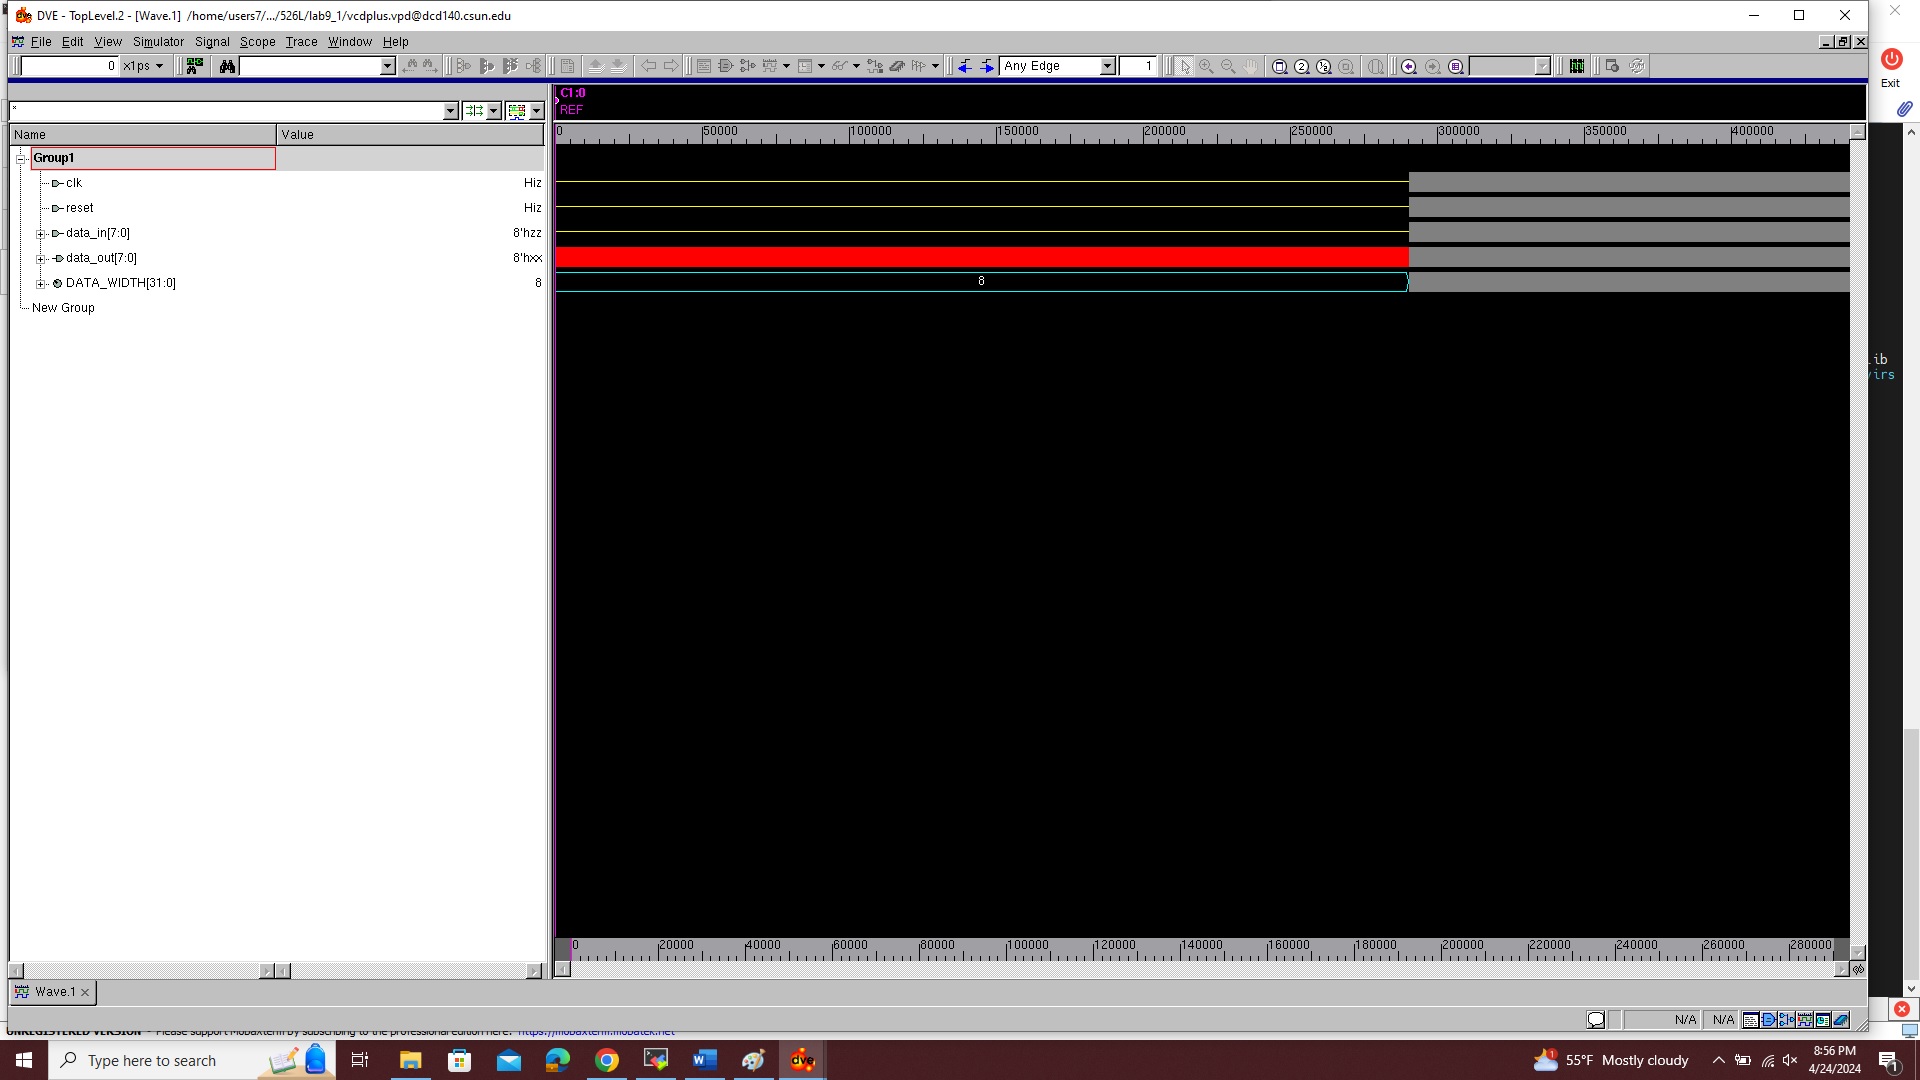 DVE - TopLevel.2 - [Wave.1] /home/users7/.../526L/lab9_1/vcdplus.vpd@dcd140.csun.edu
File Edit View Simulator Signal Scope Trace Window Help
Exit
0 x1ps Any Edge 1
C1:0
REF
*
Name Value
0 50000 100000 150000 200000 250000 300000 350000 400000
Group1
clk Hiz
reset Hiz
data_in[7:0] 8'hzz
data_out[7:0] 8'hxx
DATA_WIDTH[31:0] 8 8
New Group
0 20000 40000 60000 80000 100000 120000 140000 160000 180000 200000 220000 240000 260000 280000
Wave.1
N/A N/A
UNREGISTERED VERSION - Please support MobaXterm by subscribing to the professional edition here: https://mobaxterm.mobatek.net
Type here to search
55°F Mostly cloudy
8:56 PM
4/24/2024
1